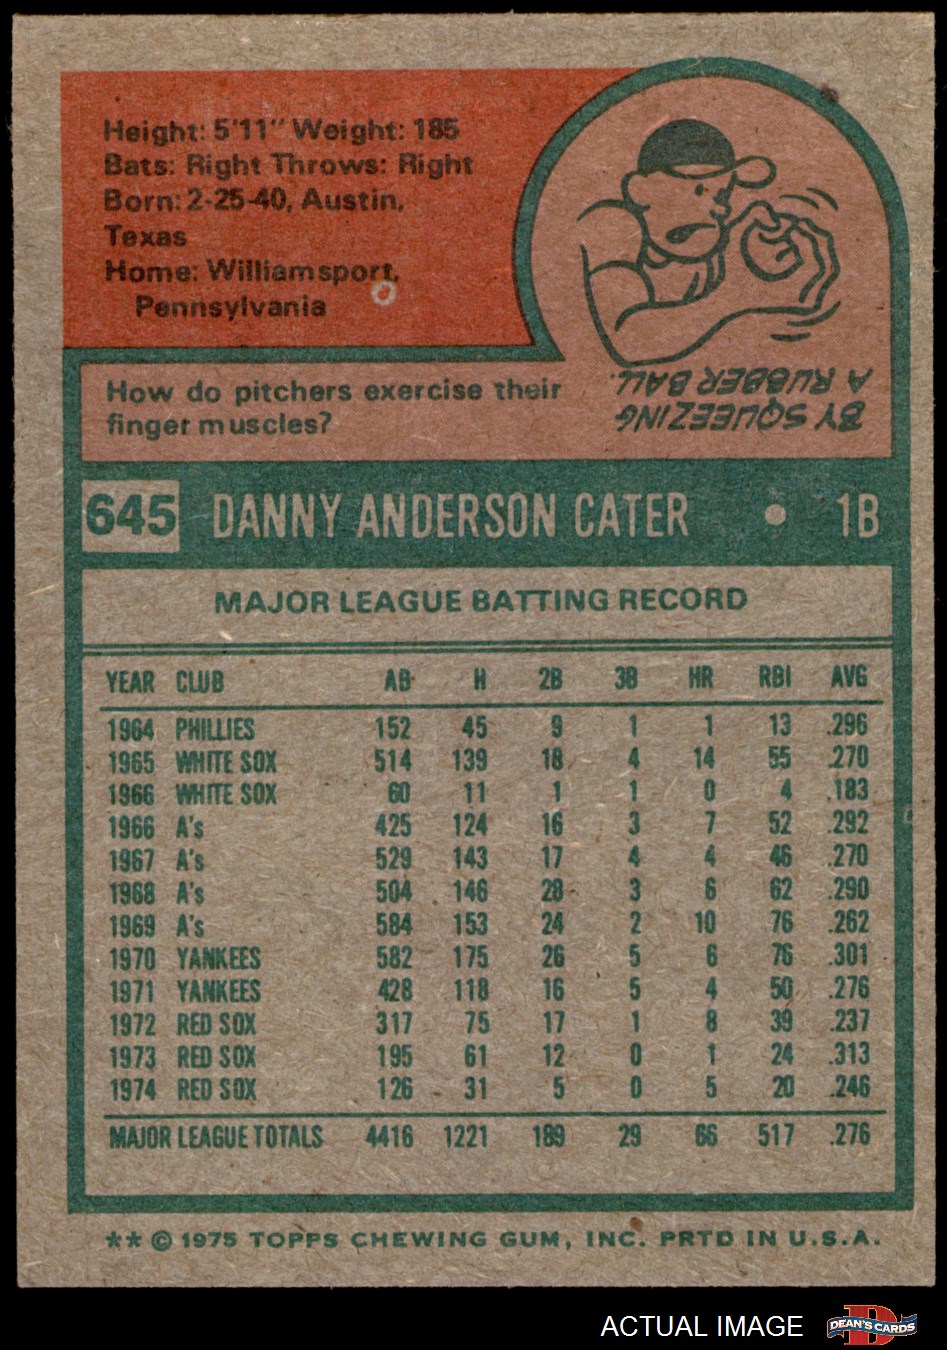 Height: 5'11" Weight: 185
Bats: Right Throws: Right
Born: 2-25-40, Austin,
Texas
Home: Williamsport,
Pennsylvania
How do pitchers exercise their
finger muscles?
BY SQUEEZING
A RUBBER BALL.
645 DANNY ANDERSON CATER • 1B
MAJOR LEAGUE BATTING RECORD
YEAR CLUB AB H 2B 3B HR RBI AVG
1964 PHILLIES 152 45 9 1 1 13 .296
1965 WHITE SOX 514 139 18 4 14 55 .270
1966 WHITE SOX 60 11 1 1 0 4 .183
1966 A's 425 124 16 3 7 52 .292
1967 A's 529 143 17 4 4 46 .270
1968 A's 504 146 28 3 6 62 .290
1969 A's 584 153 24 2 10 76 .262
1970 YANKEES 582 175 26 5 6 76 .301
1971 YANKEES 428 118 16 5 4 50 .276
1972 RED SOX 317 75 17 1 8 39 .237
1973 RED SOX 195 61 12 0 1 24 .313
1974 RED SOX 126 31 5 0 5 20 .246
MAJOR LEAGUE TOTALS 4416 1221 189 29 66 517 .276
** © 1975 TOPPS CHEWING GUM, INC. PRTD IN U.S.A.
ACTUAL IMAGE
D
DEAN'S CARDS